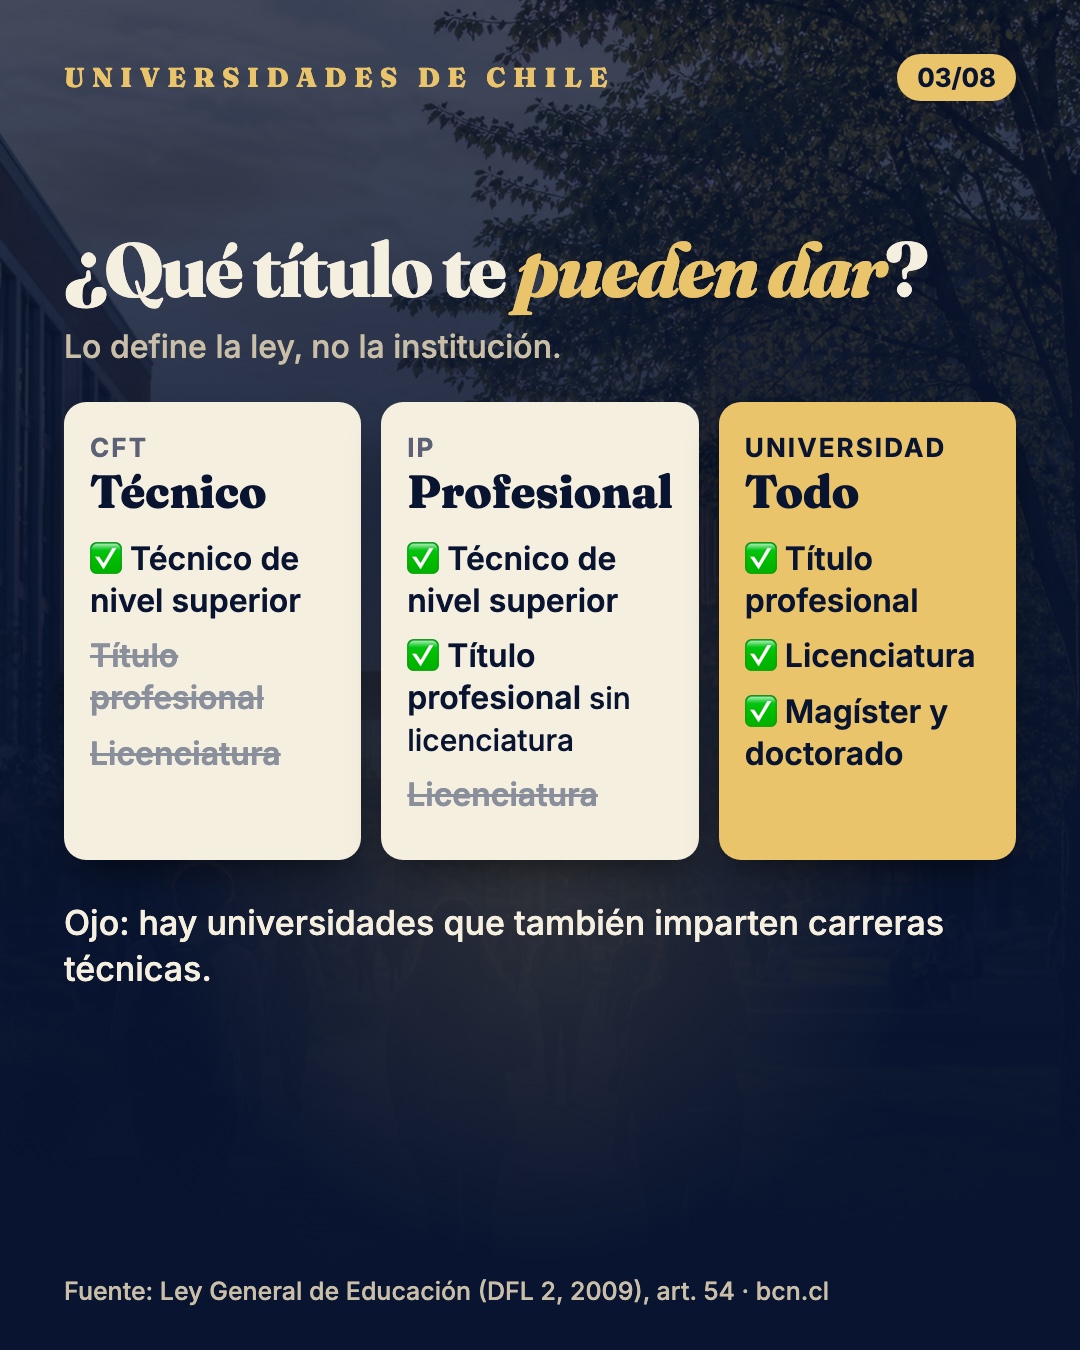 UNIVERSIDADES DE CHILE
03/08
¿Qué título te pueden dar?
Lo define la ley, no la institución.
CFT
Técnico
✅ Técnico de
nivel superior
Título
profesional
Licenciatura
IP
Profesional
✅ Técnico de
nivel superior
✅ Título
profesional sin
licenciatura
Licenciatura
UNIVERSIDAD
Todo
✅ Título
profesional
✅ Licenciatura
✅ Magíster y
doctorado
Ojo: hay universidades que también imparten carreras
técnicas.
Fuente: Ley General de Educación (DFL 2, 2009), art. 54 · bcn.cl